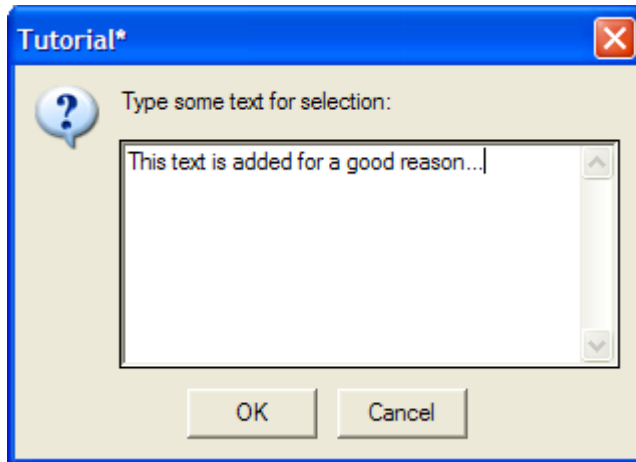 Tutorial*
Type some text for selection:
This text is added for a good reason...
OK
Cancel